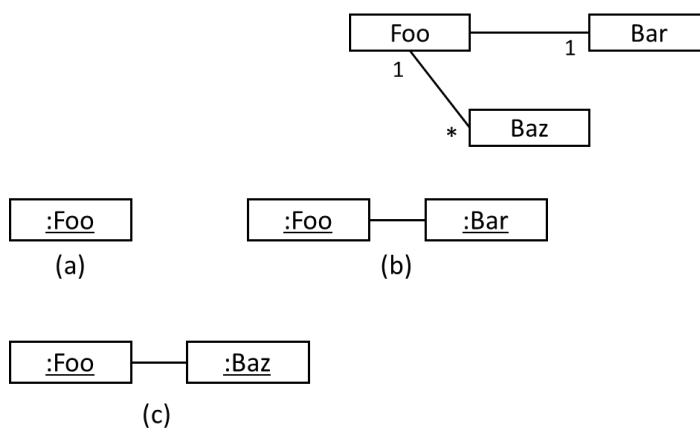 Foo Bar
1 1
* Baz
:Foo :Foo :Bar
(a) (b)
:Foo :Baz
(c)